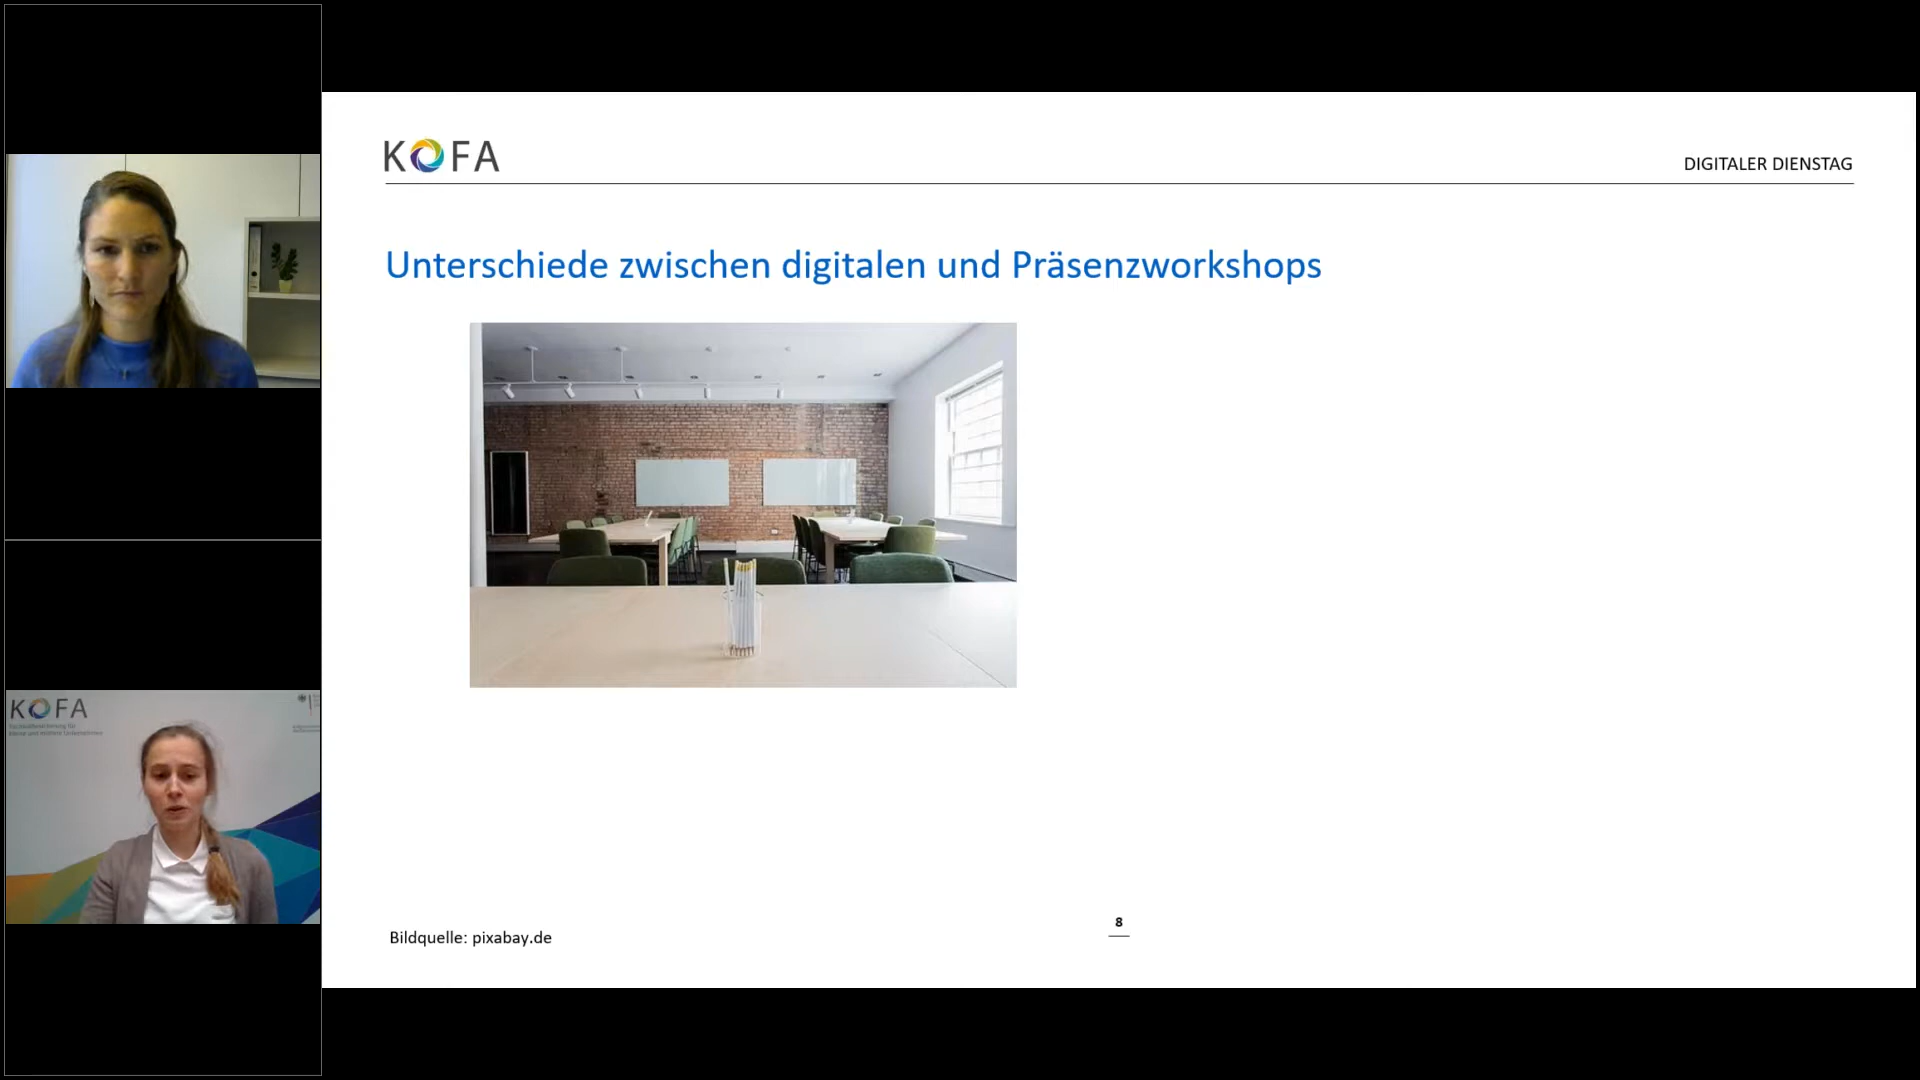 KOFA
DIGITALER DIENSTAG
Unterschiede zwischen digitalen und Präsenzworkshops
KOFA
Bildquelle: pixabay.de
8